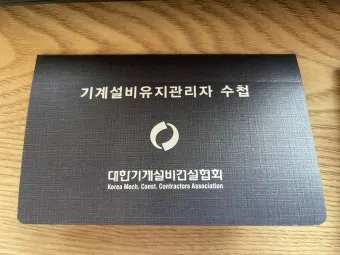 기계설비유지관리자 수첩
대한기계설비건설협회
Korea Mech. Const. Contractors Association